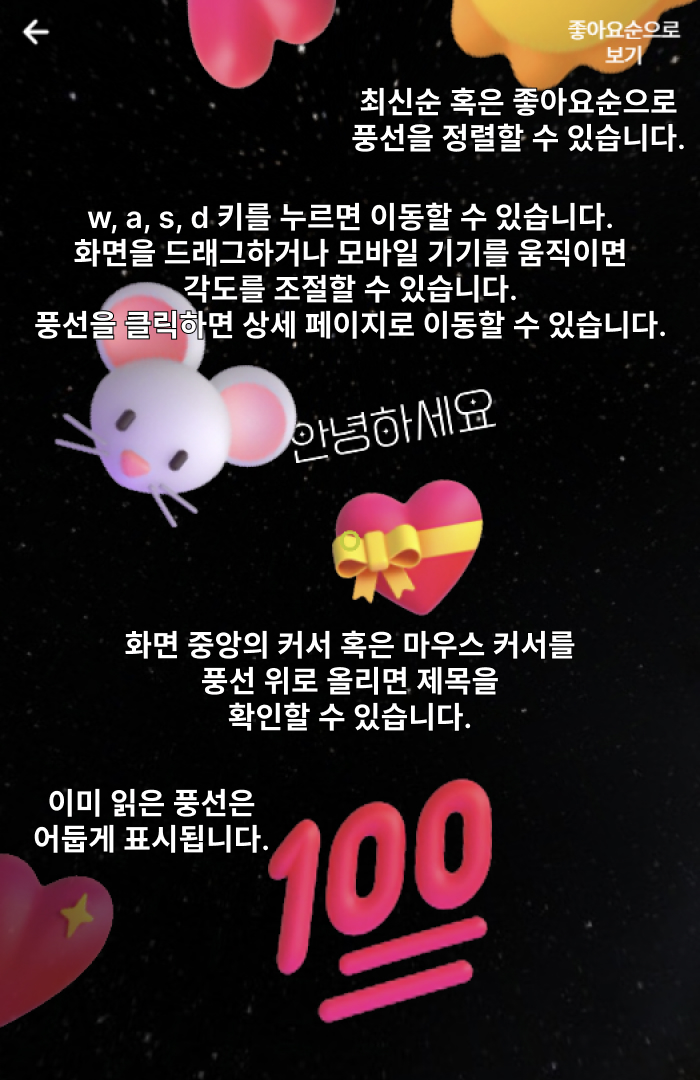 좋아요순으로
보기
최신순 혹은 좋아요순으로
풍선을 정렬할 수 있습니다.
w, a, s, d 키를 누르면 이동할 수 있습니다.
화면을 드래그하거나 모바일 기기를 움직이면
각도를 조절할 수 있습니다.
풍선을 클릭하면 상세 페이지로 이동할 수 있습니다.
안녕하세요
화면 중앙의 커서 혹은 마우스 커서를
풍선 위로 올리면 제목을
확인할 수 있습니다.
이미 읽은 풍선은
어둡게 표시됩니다.
100